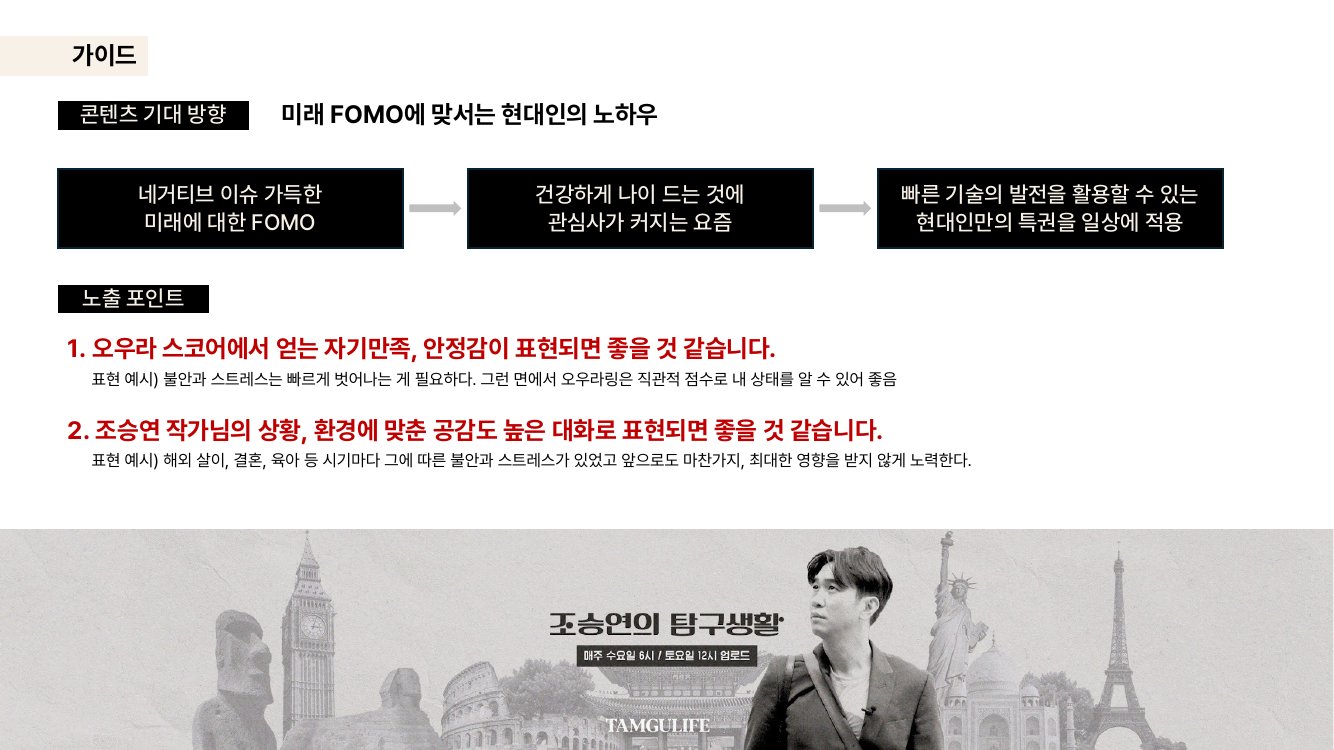 가이드
콘텐츠 기대 방향
미래 FOMO에 맞서는 현대인의 노하우
네거티브 이슈 가득한
미래에 대한 FOMO
건강하게 나이 드는 것에
관심사가 커지는 요즘
빠른 기술의 발전을 활용할 수 있는
현대인만의 특권을 일상에 적용
노출 포인트
1. 오우라 스코어에서 얻는 자기만족, 안정감이 표현되면 좋을 것 같습니다.
표현 예시) 불안과 스트레스는 빠르게 벗어나는 게 필요하다. 그런 면에서 오우라링은 직관적 점수로 내 상태를 알 수 있어 좋음
2. 조승연 작가님의 상황, 환경에 맞춘 공감도 높은 대화로 표현되면 좋을 것 같습니다.
표현 예시) 해외 살이, 결혼, 육아 등 시기마다 그에 따른 불안과 스트레스가 있었고 앞으로도 마찬가지, 최대한 영향을 받지 않게 노력한다.
조승연의 탐구생활
매주 수요일 6시 / 토요일 12시 업로드
TAMGULIFE